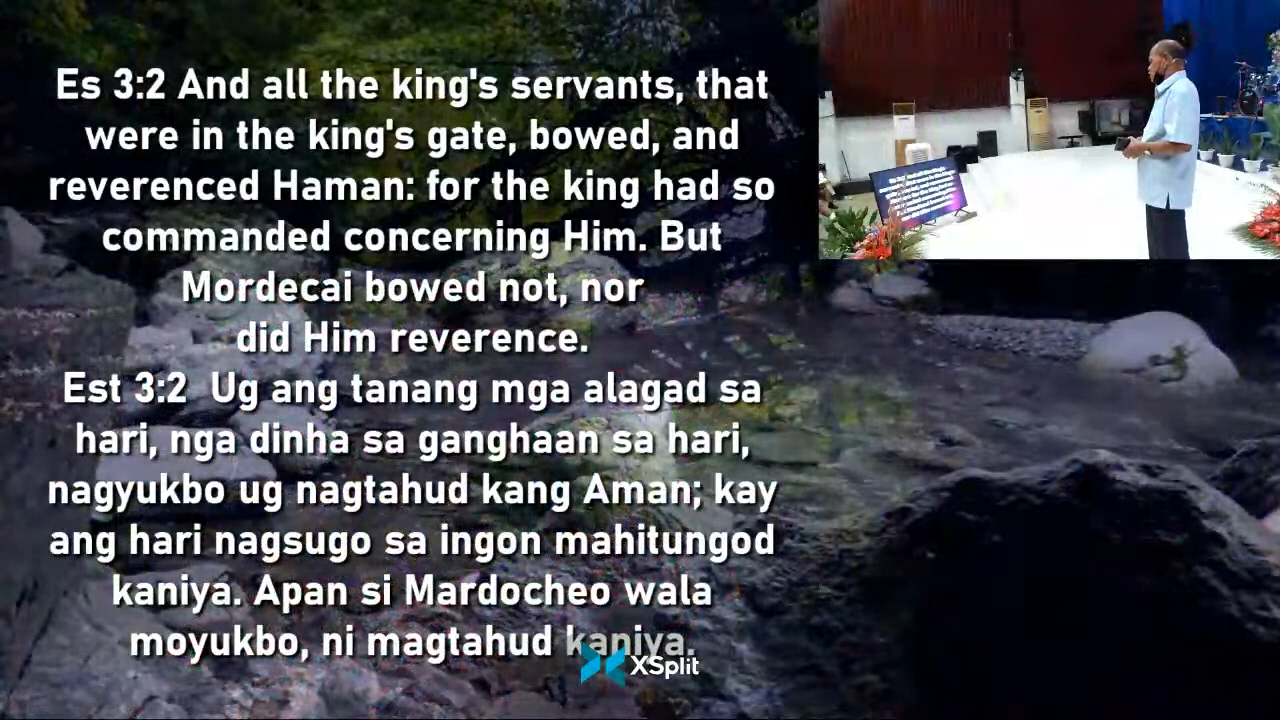 Es 3:2 And all the king's servants, that
were in the king's gate, bowed, and
reverenced Haman: for the king had so
commanded concerning Him. But
Mordecai bowed not, nor
did Him reverence.
Est 3:2 Ug ang tanang mga alagad sa
hari, nga dinha sa ganghaan sa hari,
nagyukbo ug nagtahud kang Aman; kay
ang hari nagsugo sa ingon mahitungod
kaniya. Apan si Mardocheo wala
moyukbo, ni magtahud kaniya.
XSplit